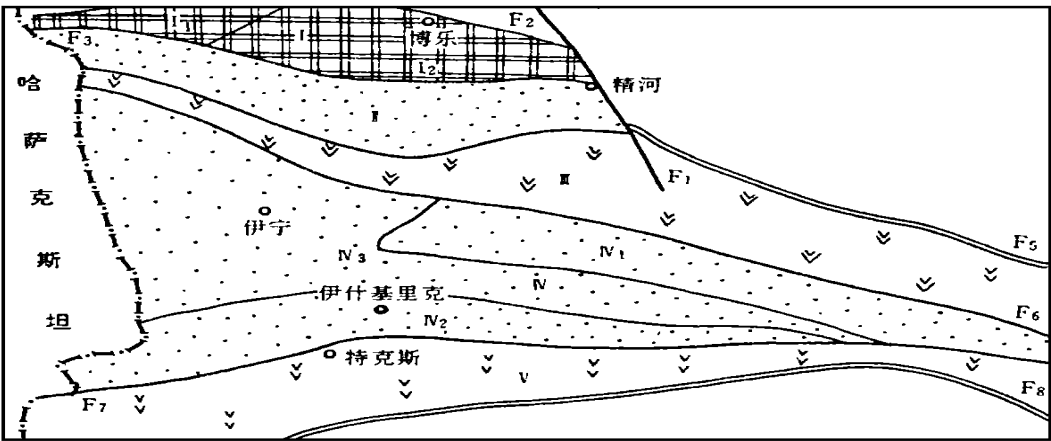 I₁
I
博乐
F₂
F₃
I₂
精河
哈萨克斯坦
Ⅱ
Ⅲ
F₁
伊宁
F₅
Ⅳ₃
Ⅳ₁
Ⅳ
伊什基里克
F₆
Ⅳ₂
特克斯
Ⅴ
F₇
F₈